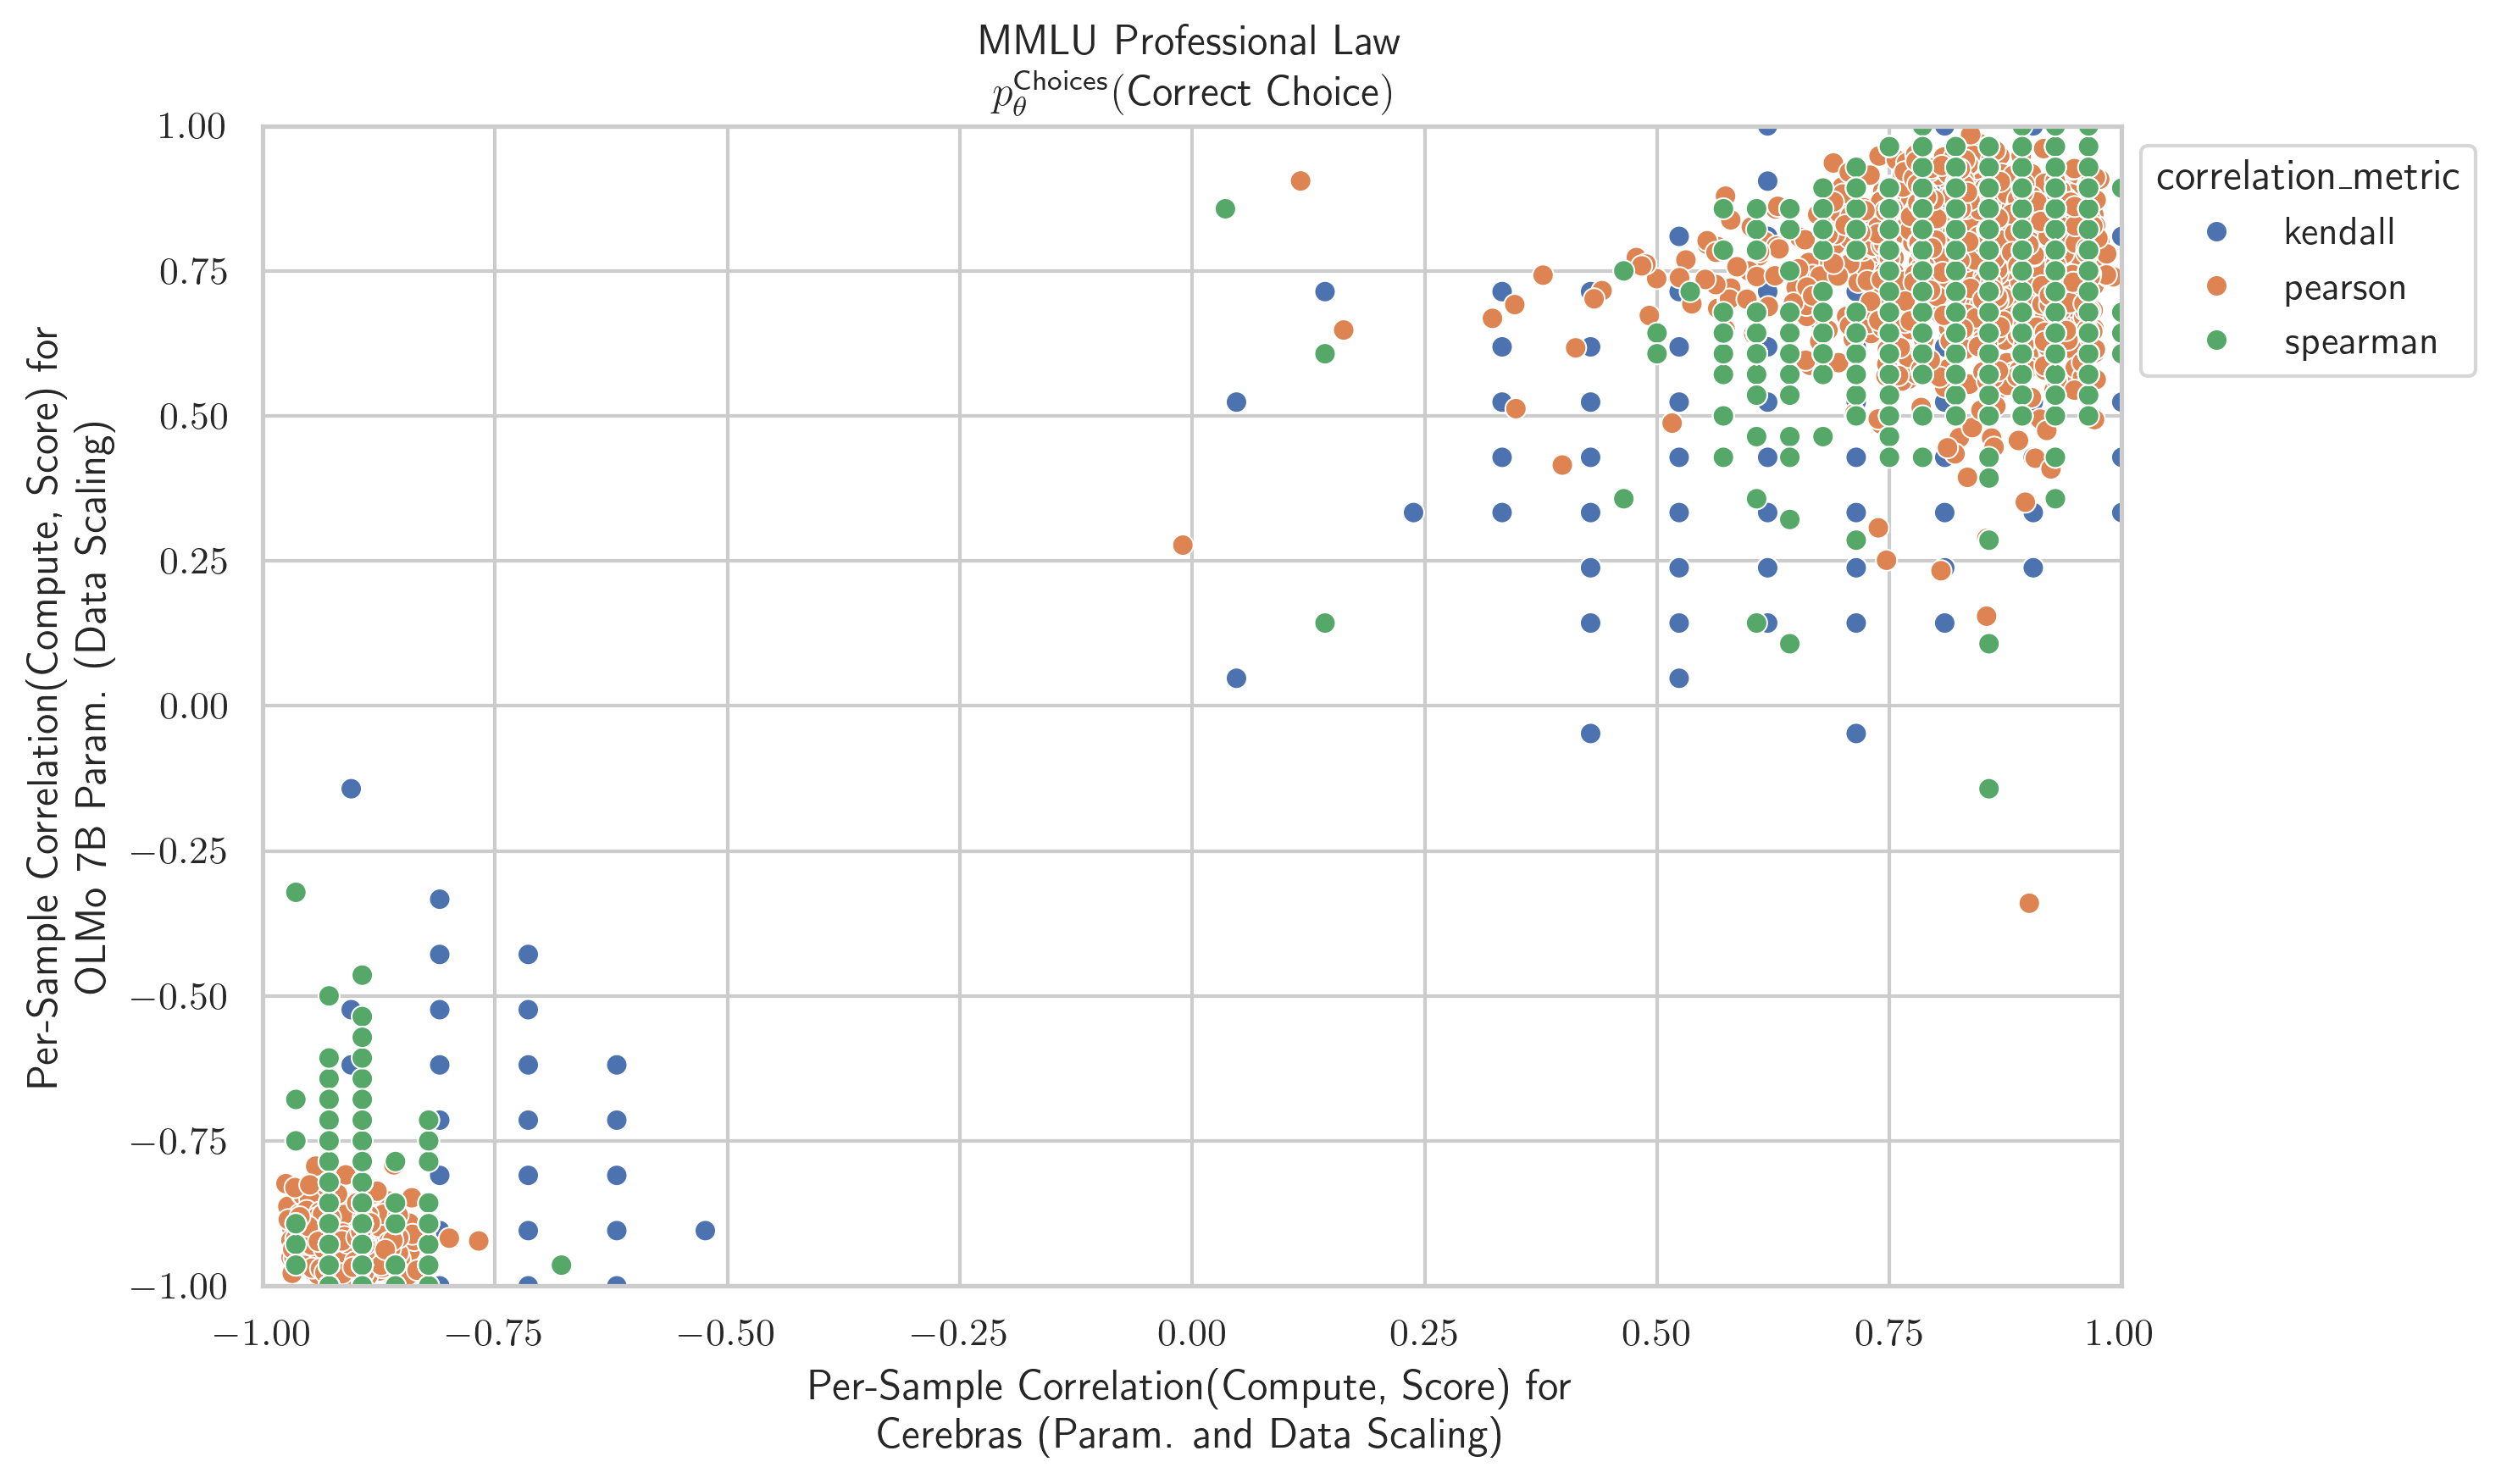 MMLU Professional Law
p_θ^Choices(Correct Choice)
1.00
0.75
0.50
0.25
0.00
−0.25
−0.50
−0.75
−1.00
Per-Sample Correlation(Compute, Score) for
OLMo 7B Param. (Data Scaling)
correlation_metric
kendall
pearson
spearman
−1.00 −0.75 −0.50 −0.25 0.00 0.25 0.50 0.75 1.00
Per-Sample Correlation(Compute, Score) for
Cerebras (Param. and Data Scaling)